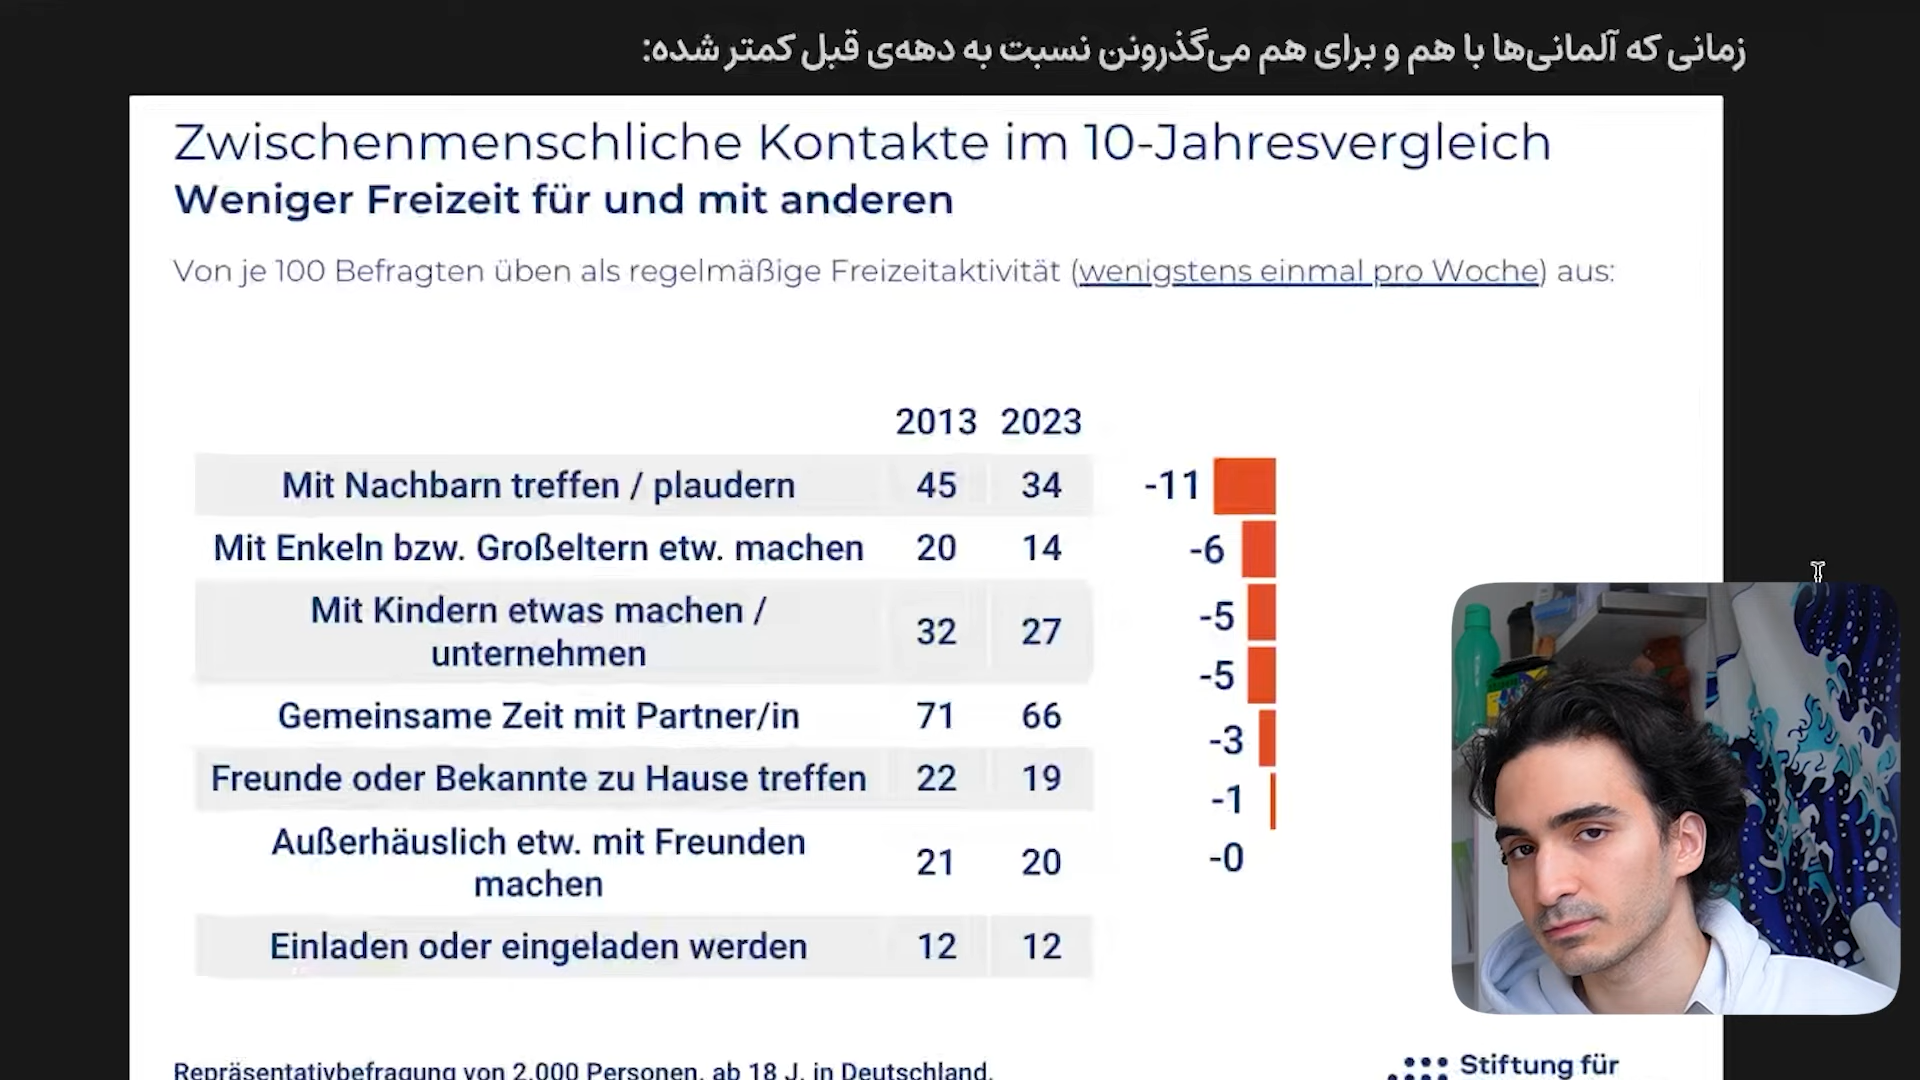 زمانی که آلمانی‌ها با هم و برای هم می‌گذرونن نسبت به دهه‌ی قبل کمتر شده:
Zwischenmenschliche Kontakte im 10-Jahresvergleich
Weniger Freizeit für und mit anderen
Von je 100 Befragten üben als regelmäßige Freizeitaktivität (wenigstens einmal pro Woche) aus:
2013 2023
Mit Nachbarn treffen / plaudern 45 34 -11
Mit Enkeln bzw. Großeltern etw. machen 20 14 -6
Mit Kindern etwas machen /
unternehmen 32 27 -5
Gemeinsame Zeit mit Partner/in 71 66 -5
Freunde oder Bekannte zu Hause treffen 22 19 -3
Außerhäuslich etw. mit Freunden
machen 21 20 -1
Einladen oder eingeladen werden 12 12 -0
Repräsentativbefragung von 2.000 Personen, ab 18 J. in Deutschland.
Stiftung für